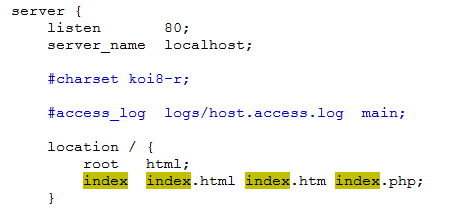 server {
    listen       80;
    server_name  localhost;
    #charset koi8-r;
    #access_log  logs/host.access.log  main;
    location / {
        root   html;
        index  index.html index.htm index.php;
    }